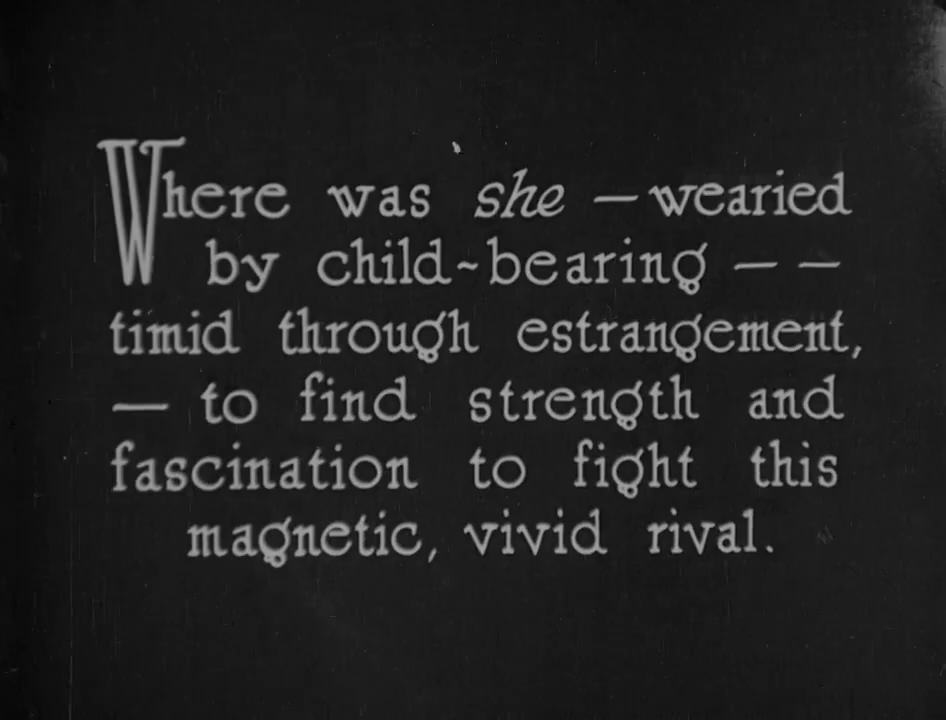 Where was she — wearied
by child-bearing — —
timid through estrangement,
— to find strength and
fascination to fight this
magnetic, vivid rival.